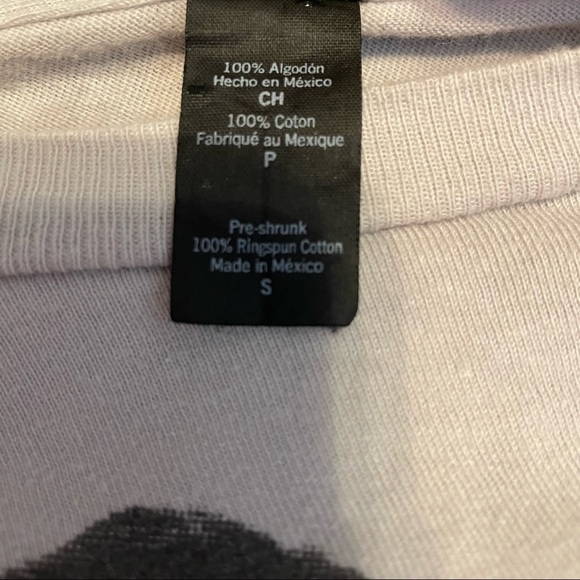 100% Algodón
Hecho en México
CH
100% Coton
Fabriqué au Mexique
P
Pre-shrunk
100% Ringspun Cotton
Made in México
S